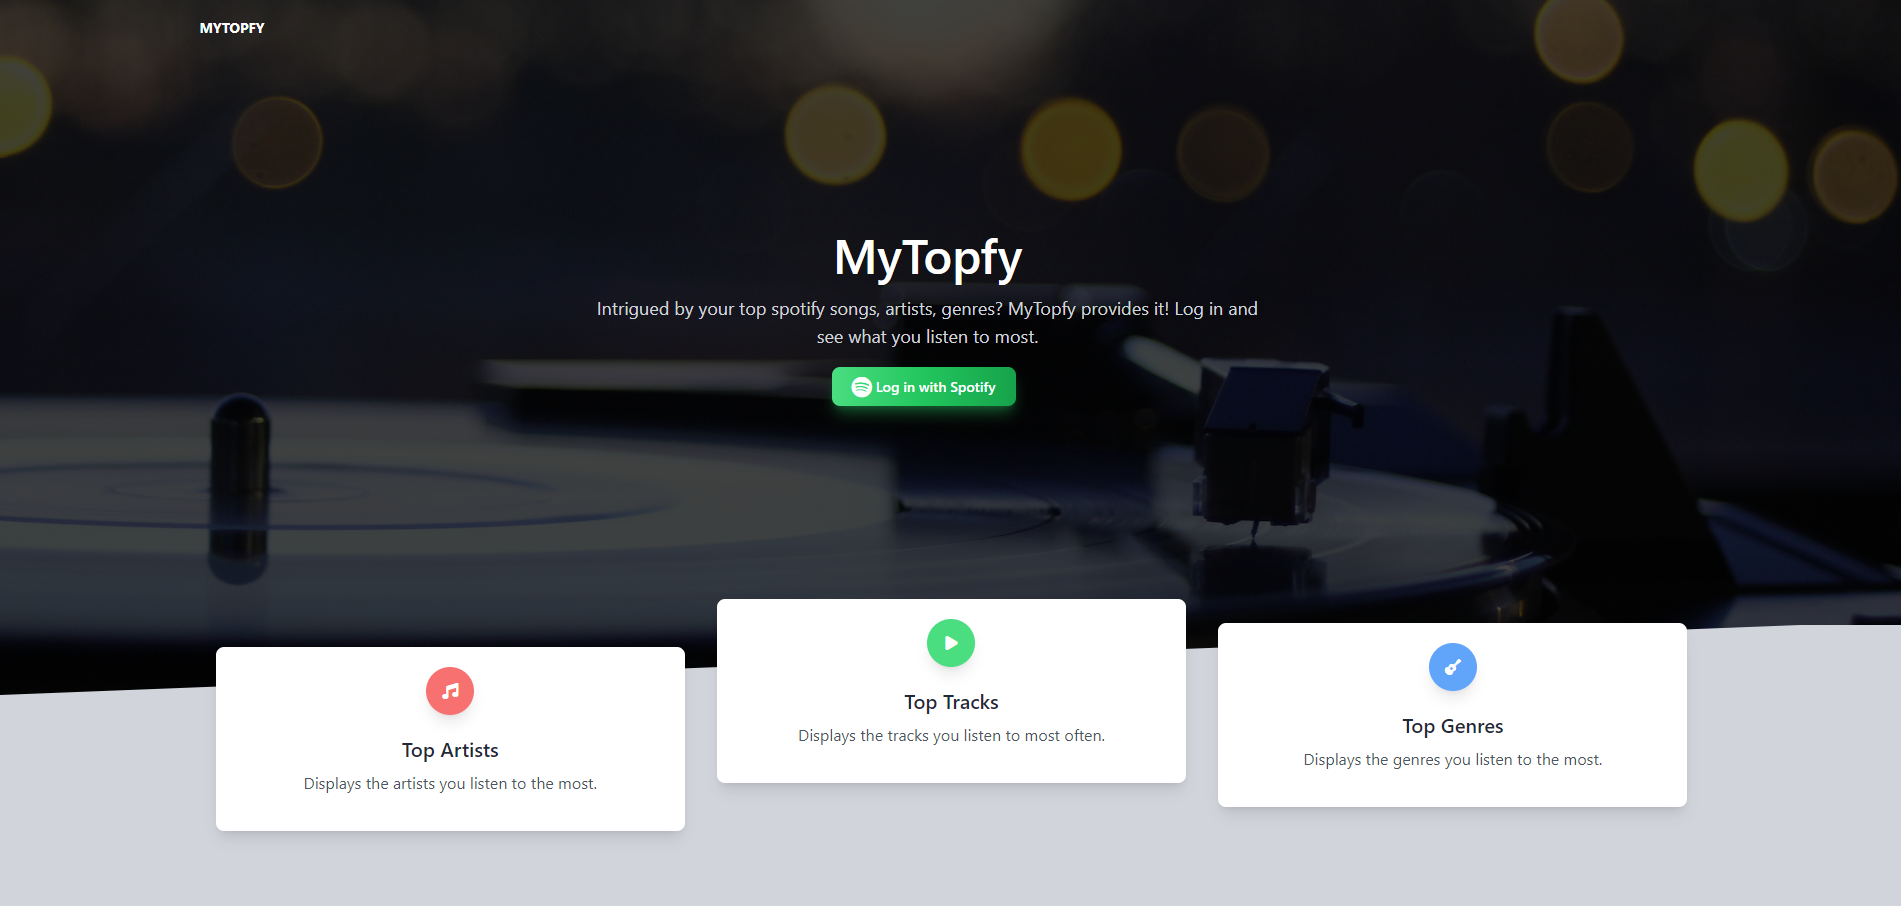 MYTOPFY
MyTopfy
Intrigued by your top spotify songs, artists, genres? MyTopfy provides it! Log in and
see what you listen to most.
Log in with Spotify
Top Artists
Displays the artists you listen to the most.
Top Tracks
Displays the tracks you listen to most often.
Top Genres
Displays the genres you listen to the most.